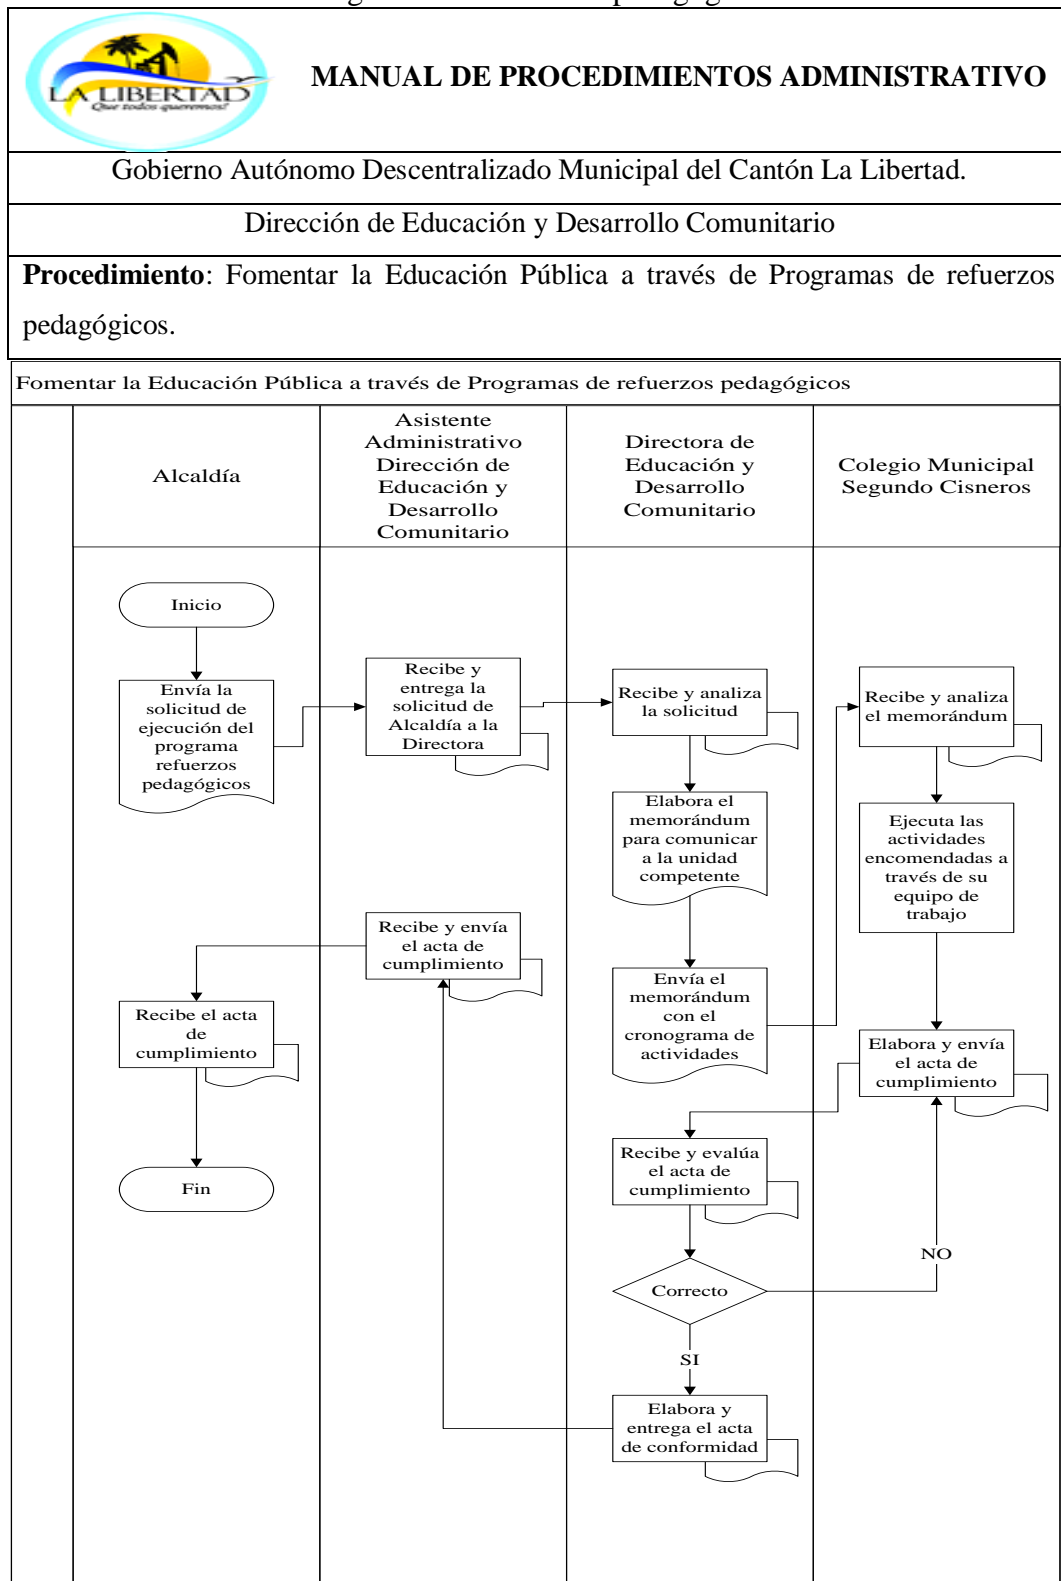 LA LIBERTAD
Que todos queremos!
MANUAL DE PROCEDIMIENTOS ADMINISTRATIVO
Gobierno Autónomo Descentralizado Municipal del Cantón La Libertad.
Dirección de Educación y Desarrollo Comunitario
Procedimiento: Fomentar la Educación Pública a través de Programas de refuerzos
pedagógicos.
Fomentar la Educación Pública a través de Programas de refuerzos pedagógicos
Alcaldía
Asistente
Administrativo
Dirección de
Educación y
Desarrollo
Comunitario
Directora de
Educación y
Desarrollo
Comunitario
Colegio Municipal
Segundo Cisneros
Inicio
Envía la
solicitud de
ejecución del
programa
refuerzos
pedagógicos
Recibe y
entrega la
solicitud de
Alcaldía a la
Directora
Recibe y analiza
la solicitud
Recibe y analiza
el memorándum
Elabora el
memorándum
para comunicar
a la unidad
competente
Ejecuta las
actividades
encomendadas a
través de su
equipo de
trabajo
Recibe y envía
el acta de
cumplimiento
Envía el
memorándum
con el
cronograma de
actividades
Recibe el acta
de
cumplimiento
Elabora y envía
el acta de
cumplimiento
Recibe y evalúa
el acta de
cumplimiento
Fin
NO
Correcto
SI
Elabora y
entrega el acta
de conformidad